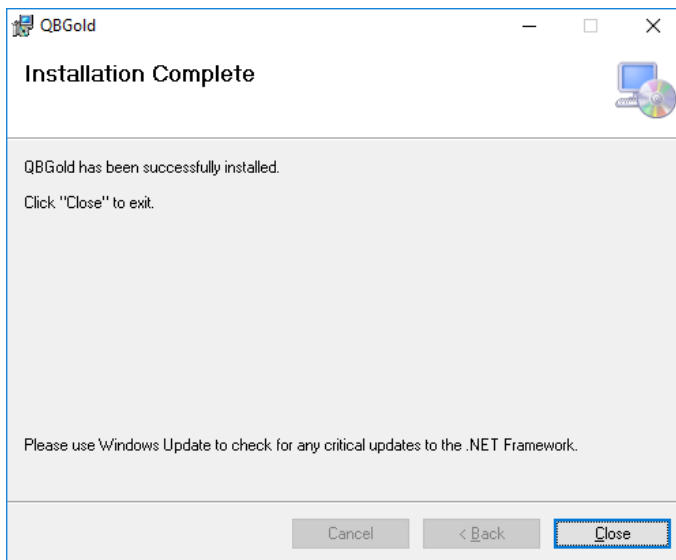 QBGold
Installation Complete
QBGold has been successfully installed.
Click "Close" to exit.
Please use Windows Update to check for any critical updates to the .NET Framework.
Cancel
< Back
Close